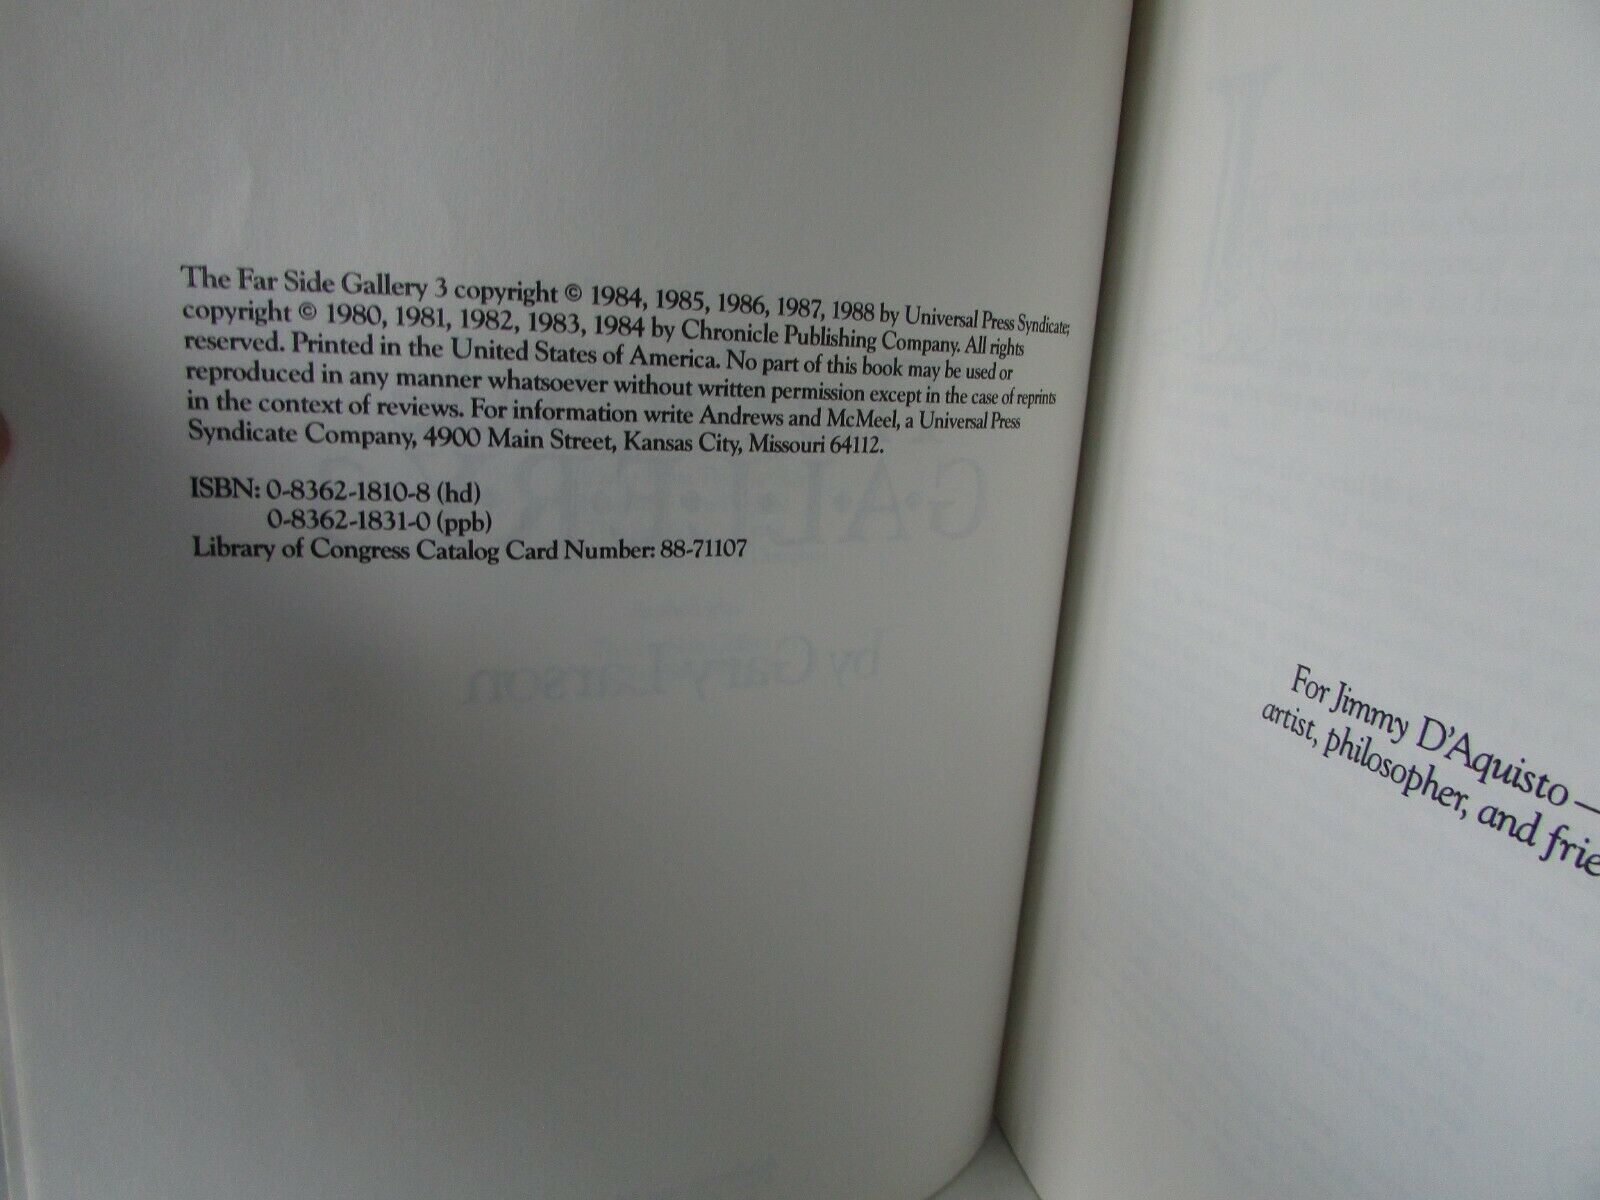 The Far Side Gallery 3 copyright © 1984, 1985, 1986, 1987, 1988 by Universal Press Syndicate;
copyright © 1980, 1981, 1982, 1983, 1984 by Chronicle Publishing Company. All rights
reserved. Printed in the United States of America. No part of this book may be used or
reproduced in any manner whatsoever without written permission except in the case of reprints
in the context of reviews. For information write Andrews and McMeel, a Universal Press
Syndicate Company, 4900 Main Street, Kansas City, Missouri 64112.
ISBN: 0-8362-1810-8 (hd)
0-8362-1831-0 (ppb)
Library of Congress Catalog Card Number: 88-71107
G·A·L·L·E·R·Y 3
by Gary Larson
For Jimmy D'Aquisto —
artist, philosopher, and frie